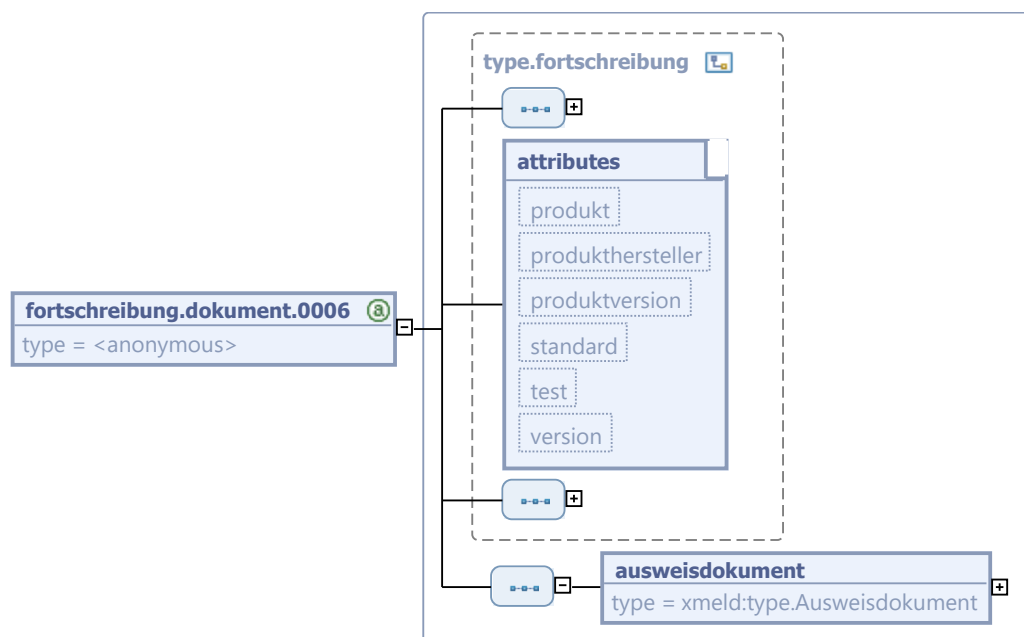 type.fortschreibung
attributes
produkt
produkthersteller
produktversion
standard
test
version
fortschreibung.dokument.0006 @
type = <anonymous>
ausweisdokument
type = xmeld:type.Ausweisdokument